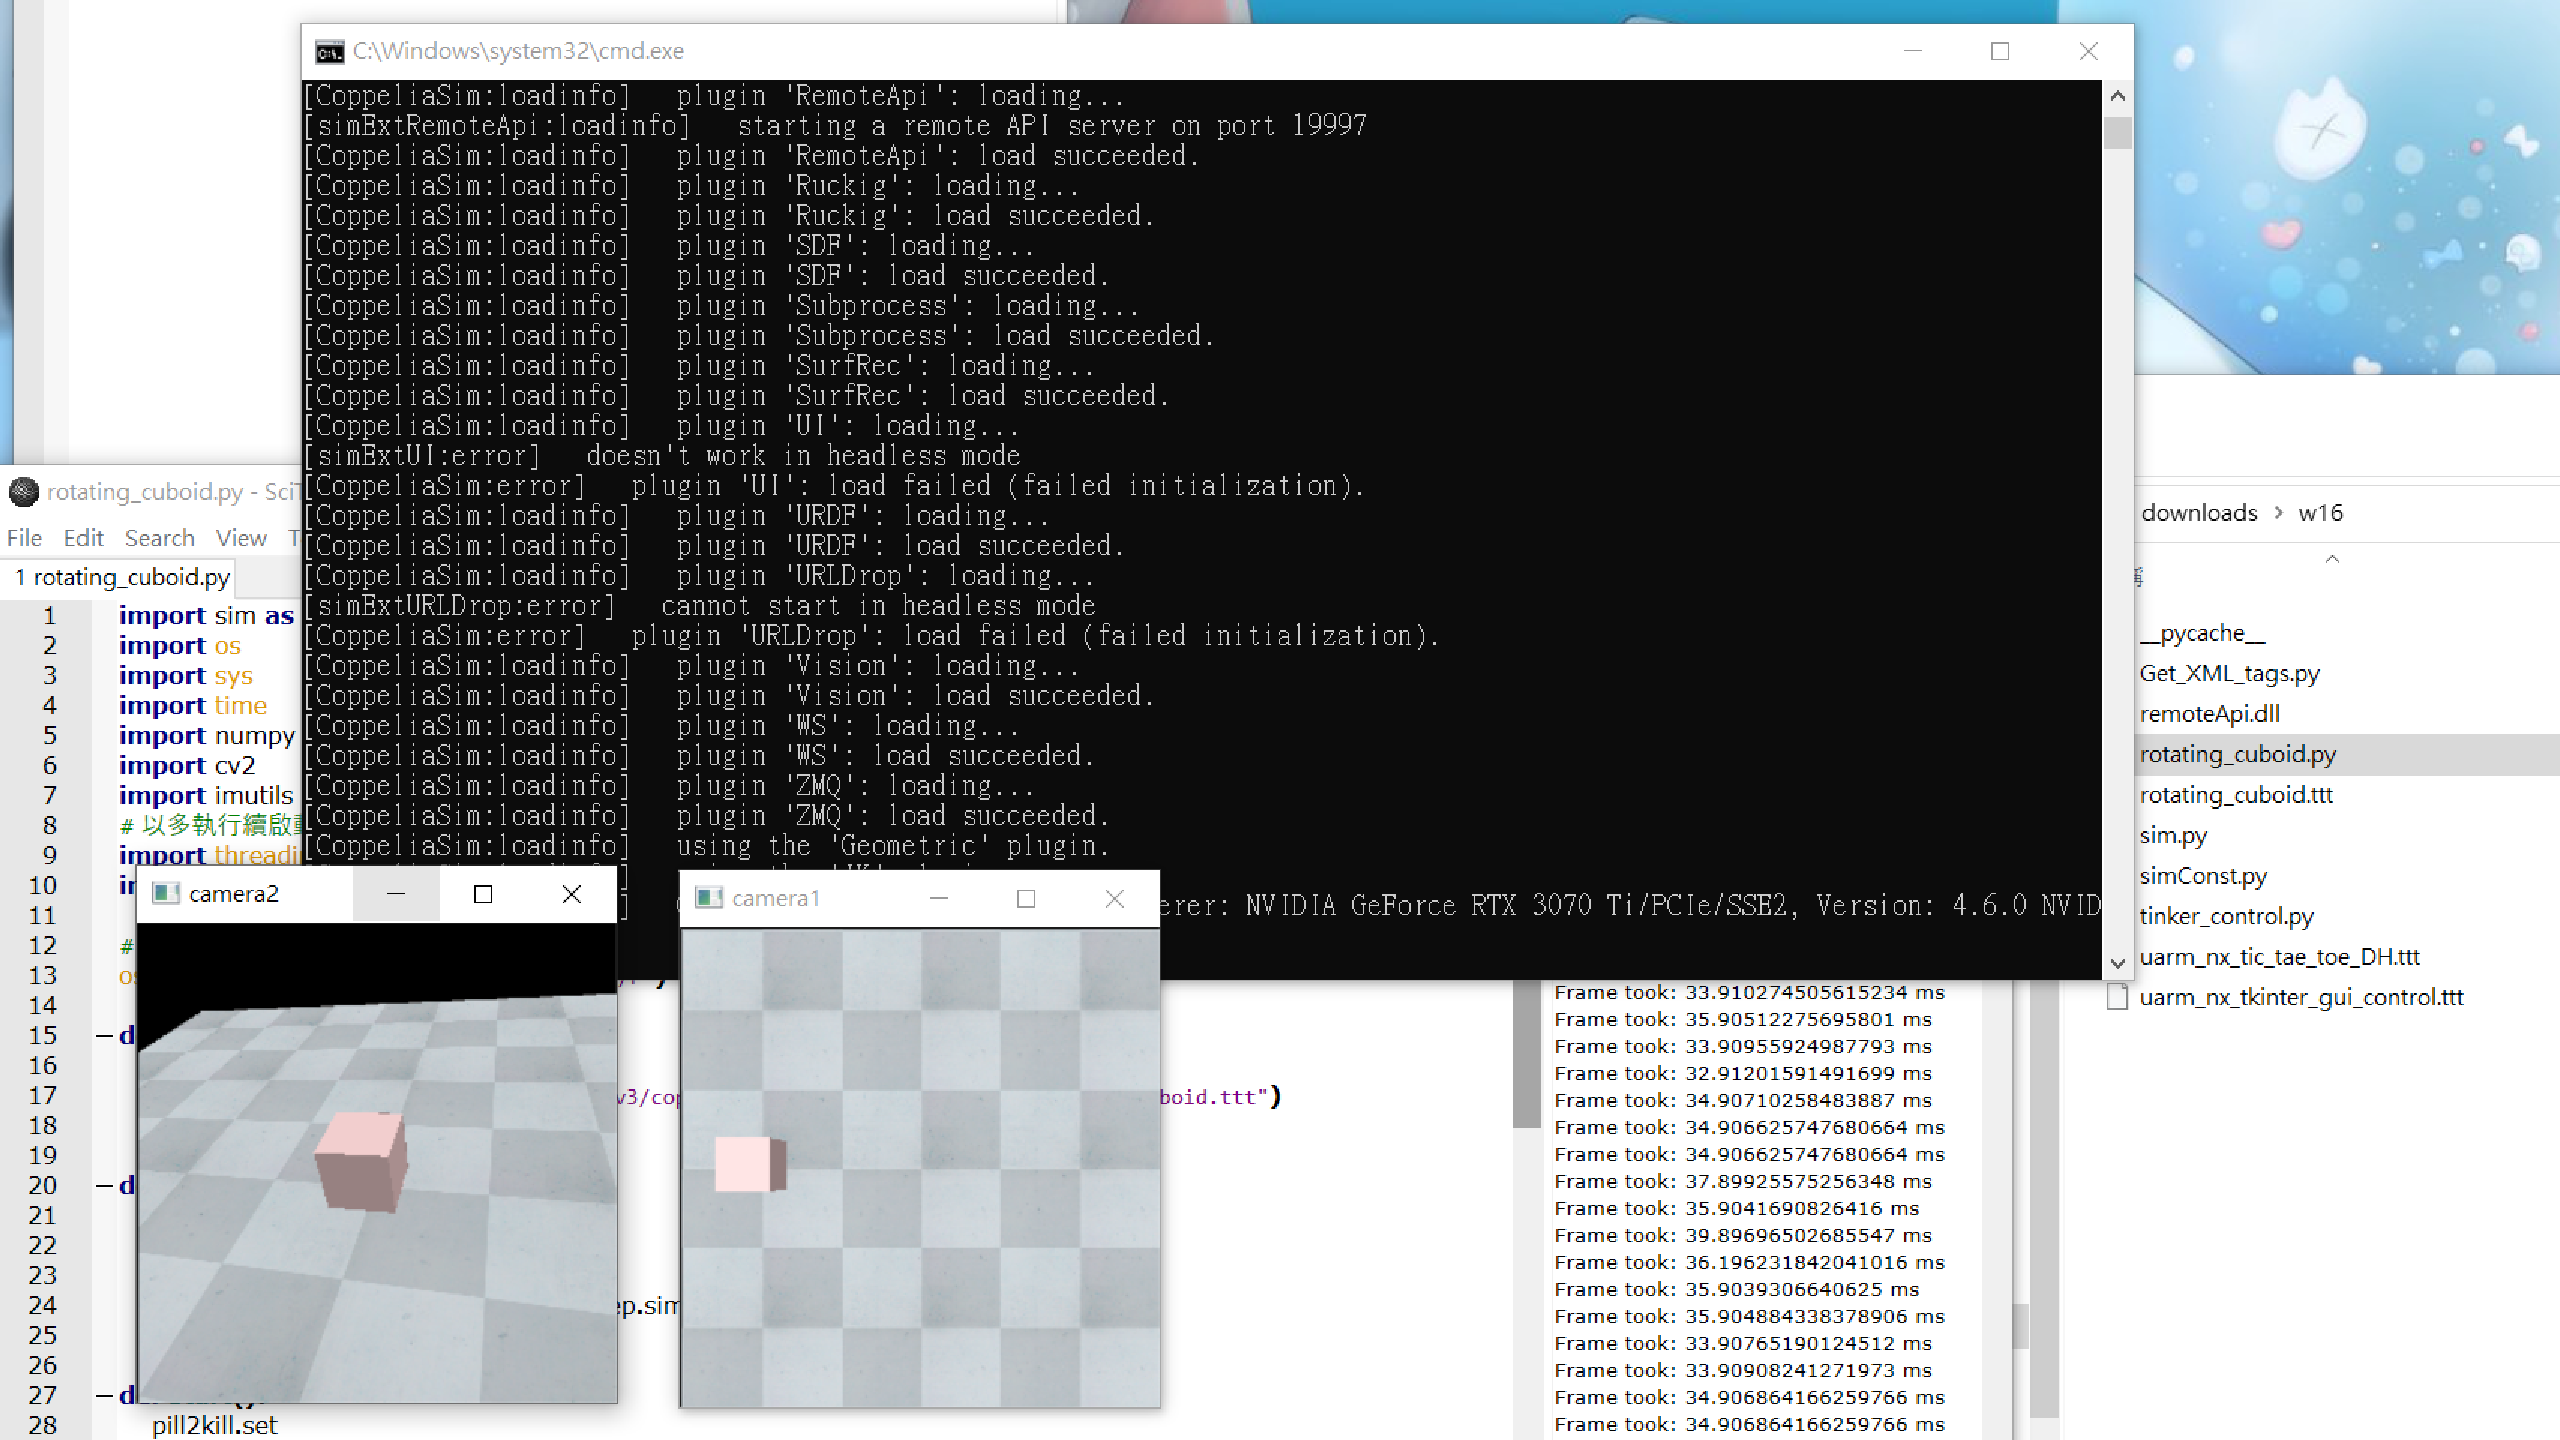 C:\Windows\system32\cmd.exe
[CoppeliaSim:loadinfo]   plugin 'RemoteApi': loading...
[simExtRemoteApi:loadinfo]   starting a remote API server on port 19997
[CoppeliaSim:loadinfo]   plugin 'RemoteApi': load succeeded.
[CoppeliaSim:loadinfo]   plugin 'Ruckig': loading...
[CoppeliaSim:loadinfo]   plugin 'Ruckig': load succeeded.
[CoppeliaSim:loadinfo]   plugin 'SDF': loading...
[CoppeliaSim:loadinfo]   plugin 'SDF': load succeeded.
[CoppeliaSim:loadinfo]   plugin 'Subprocess': loading...
[CoppeliaSim:loadinfo]   plugin 'Subprocess': load succeeded.
[CoppeliaSim:loadinfo]   plugin 'SurfRec': loading...
[CoppeliaSim:loadinfo]   plugin 'SurfRec': load succeeded.
[CoppeliaSim:loadinfo]   plugin 'UI': loading...
[simExtUI:error]   doesn't work in headless mode
[CoppeliaSim:error]   plugin 'UI': load failed (failed initialization).
[CoppeliaSim:loadinfo]   plugin 'URDF': loading...
[CoppeliaSim:loadinfo]   plugin 'URDF': load succeeded.
[CoppeliaSim:loadinfo]   plugin 'URLDrop': loading...
[simExtURLDrop:error]   cannot start in headless mode
[CoppeliaSim:error]   plugin 'URLDrop': load failed (failed initialization).
[CoppeliaSim:loadinfo]   plugin 'Vision': loading...
[CoppeliaSim:loadinfo]   plugin 'Vision': load succeeded.
[CoppeliaSim:loadinfo]   plugin 'WS': loading...
[CoppeliaSim:loadinfo]   plugin 'WS': load succeeded.
[CoppeliaSim:loadinfo]   plugin 'ZMQ': loading...
[CoppeliaSim:loadinfo]   plugin 'ZMQ': load succeeded.
[CoppeliaSim:loadinfo]   using the 'Geometric' plugin.
erer: NVIDIA GeForce RTX 3070 Ti/PCIe/SSE2, Version: 4.6.0 NVID
rotating_cuboid.py - SciT
File Edit Search View T
1 rotating_cuboid.py
1 import sim as
2 import os
3 import sys
4 import time
5 import numpy
6 import cv2
7 import imutils
8 # 以多執行續啟動
9 import threadi
10
11
12 #
13 os
14
15 d
16
17 v3/cop boid.ttt")
18
19
20 d
21
22
23
24 ep.sim
25
26
27 d
28 pill2kill.set
camera2
camera1
Frame took: 33.910274505615234 ms
Frame took: 35.90512275695801 ms
Frame took: 33.90955924987793 ms
Frame took: 32.91201591491699 ms
Frame took: 34.90710258483887 ms
Frame took: 34.906625747680664 ms
Frame took: 34.906625747680664 ms
Frame took: 37.89925575256348 ms
Frame took: 35.9041690826416 ms
Frame took: 39.89696502685547 ms
Frame took: 36.196231842041016 ms
Frame took: 35.9039306640625 ms
Frame took: 35.904884338378906 ms
Frame took: 33.90765190124512 ms
Frame took: 33.90908241271973 ms
Frame took: 34.906864166259766 ms
Frame took: 34.906864166259766 ms
downloads > w16
__pycache__
Get_XML_tags.py
remoteApi.dll
rotating_cuboid.py
rotating_cuboid.ttt
sim.py
simConst.py
tinker_control.py
uarm_nx_tic_tae_toe_DH.ttt
uarm_nx_tkinter_gui_control.ttt